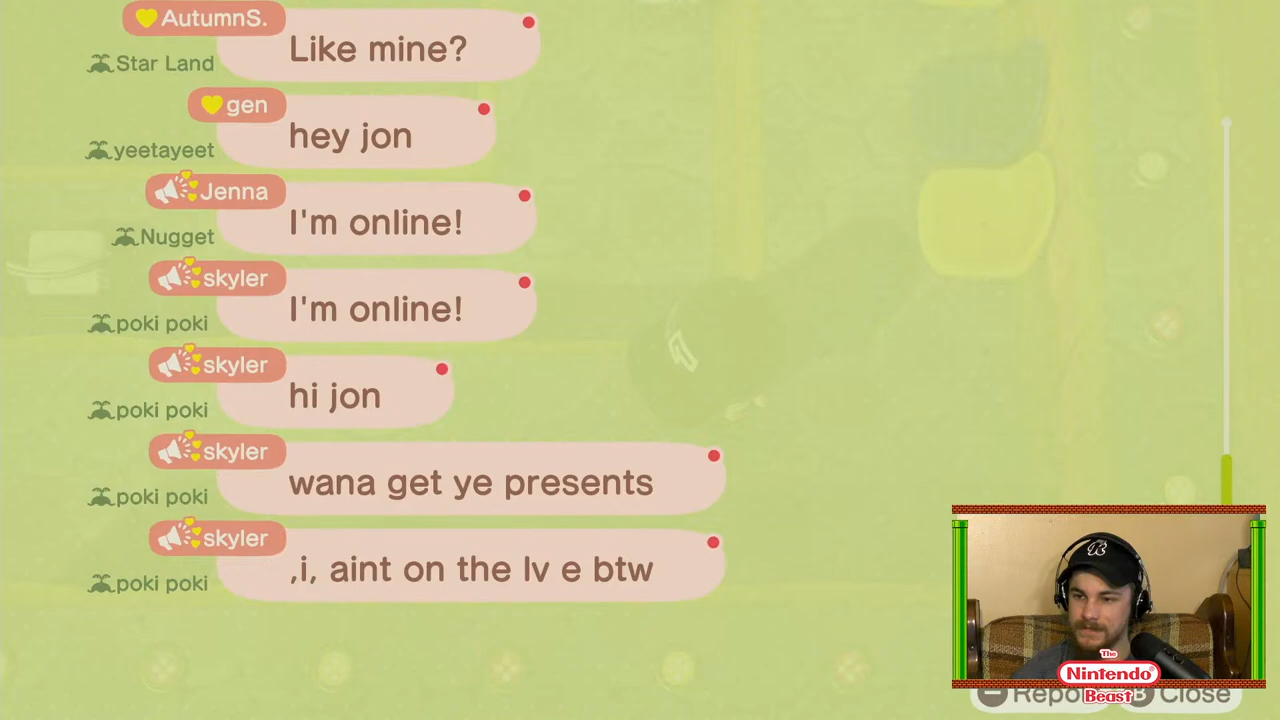 AutumnS.
Star Land
Like mine?
gen
yeetayeet
hey jon
Jenna
Nugget
I'm online!
skyler
poki poki
I'm online!
skyler
poki poki
hi jon
skyler
poki poki
wana get ye presents
skyler
poki poki
,i, aint on the lv e btw
The
Nintendo
Beast
Close